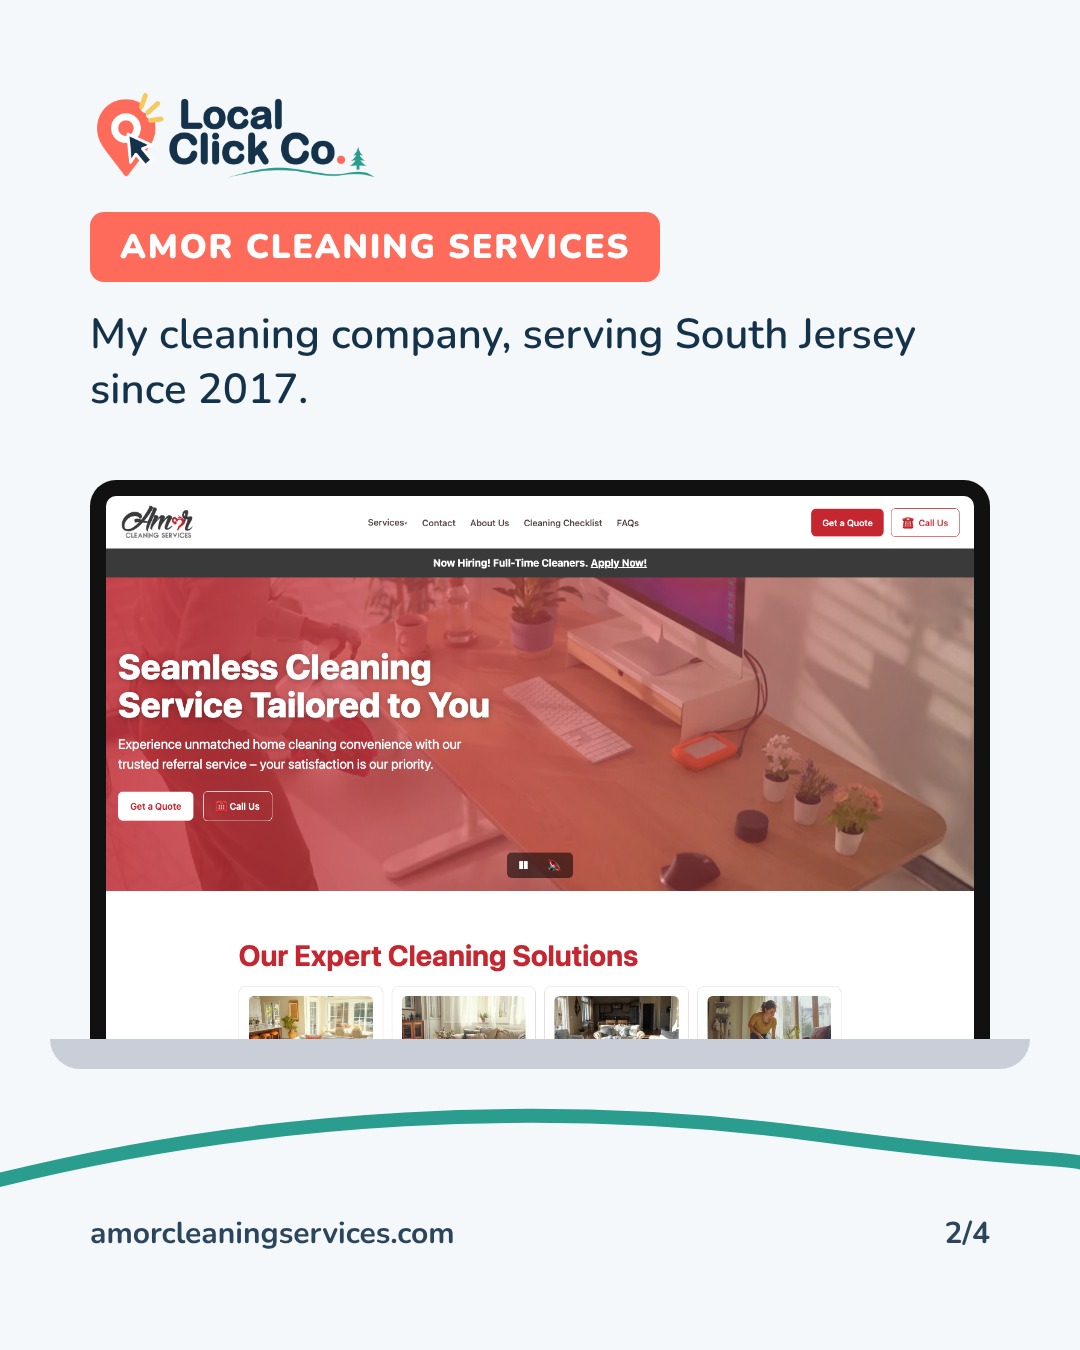 Local
Click Co.
AMOR CLEANING SERVICES
My cleaning company, serving South Jersey
since 2017.
Amor
CLEANING SERVICES
Services
Contact
About Us
Cleaning Checklist
FAQs
Get a Quote
Call Us
Now Hiring! Full-Time Cleaners. Apply Now!
Seamless Cleaning
Service Tailored to You
Experience unmatched home cleaning convenience with our
trusted referral service – your satisfaction is our priority.
Get a Quote
Call Us
Our Expert Cleaning Solutions
amorcleaningservices.com
2/4